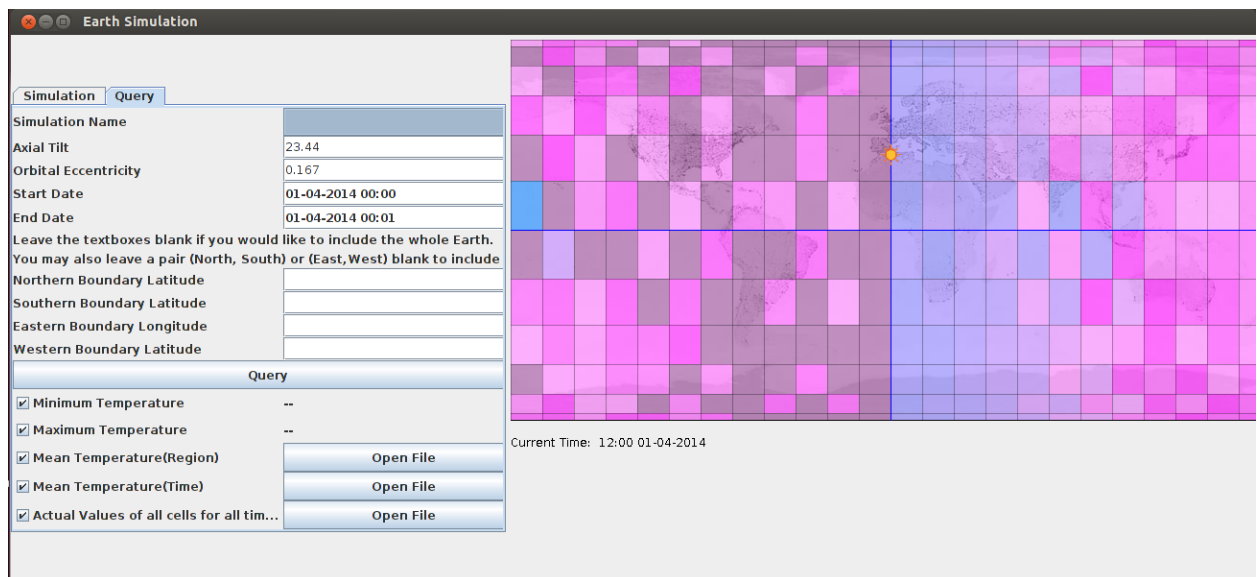 Earth Simulation
Simulation Query
Simulation Name
Axial Tilt 23.44
Orbital Eccentricity 0.167
Start Date 01-04-2014 00:00
End Date 01-04-2014 00:01
Leave the textboxes blank if you would like to include the whole Earth.
You may also leave a pair (North, South) or (East,West) blank to include
Northern Boundary Latitude
Southern Boundary Latitude
Eastern Boundary Longitude
Western Boundary Latitude
Query
Minimum Temperature --
Maximum Temperature --
Mean Temperature(Region) Open File
Mean Temperature(Time) Open File
Actual Values of all cells for all tim... Open File
Current Time: 12:00 01-04-2014